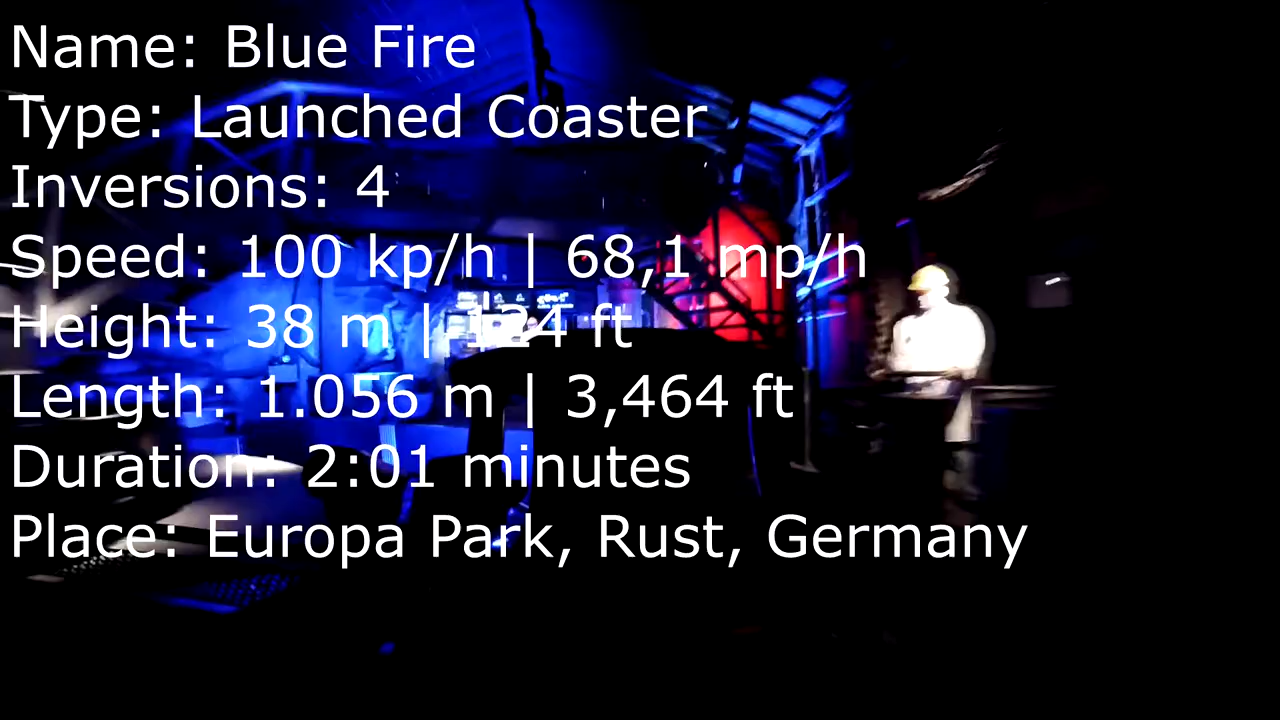 Name: Blue Fire
Type: Launched Coaster
Inversions: 4
Speed: 100 kp/h | 68,1 mp/h
Height: 38 m | 124 ft
Length: 1.056 m | 3,464 ft
Duration: 2:01 minutes
Place: Europa Park, Rust, Germany